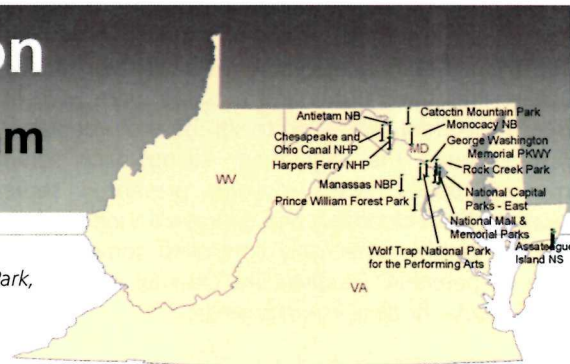 on
am
Antietam NB
Chesapeake and
Ohio Canal NHP
Harpers Ferry NHP
Manassas NBP
Prince William Forest Park
Catoctin Mountain Park
Monocacy NB
MD
George Washington
Memorial PKWY
Rock Creek Park
National Capital
Parks - East
National Mall &
Memorial Parks
Assateague
Island NS
Wolf Trap National Park
for the Performing Arts
WV
VA
Park,